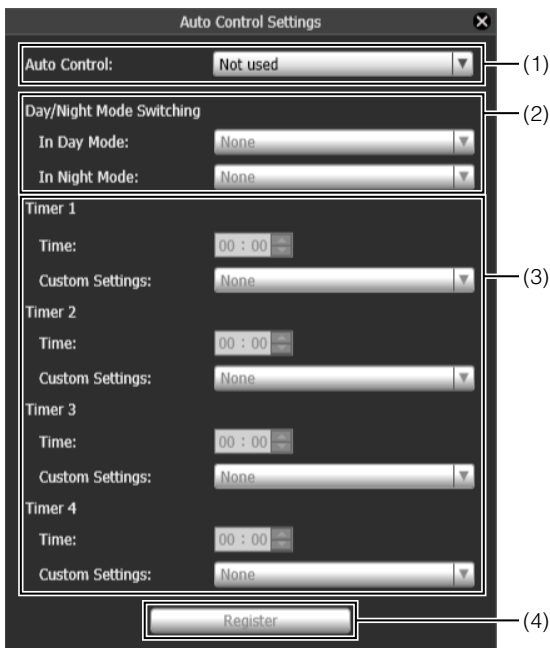 Auto Control Settings
Auto Control: Not used (1)
Day/Night Mode Switching (2)
In Day Mode: None
In Night Mode: None
Timer 1
Time: 00 : 00
Custom Settings: None (3)
Timer 2
Time: 00 : 00
Custom Settings: None
Timer 3
Time: 00 : 00
Custom Settings: None
Timer 4
Time: 00 : 00
Custom Settings: None
Register (4)